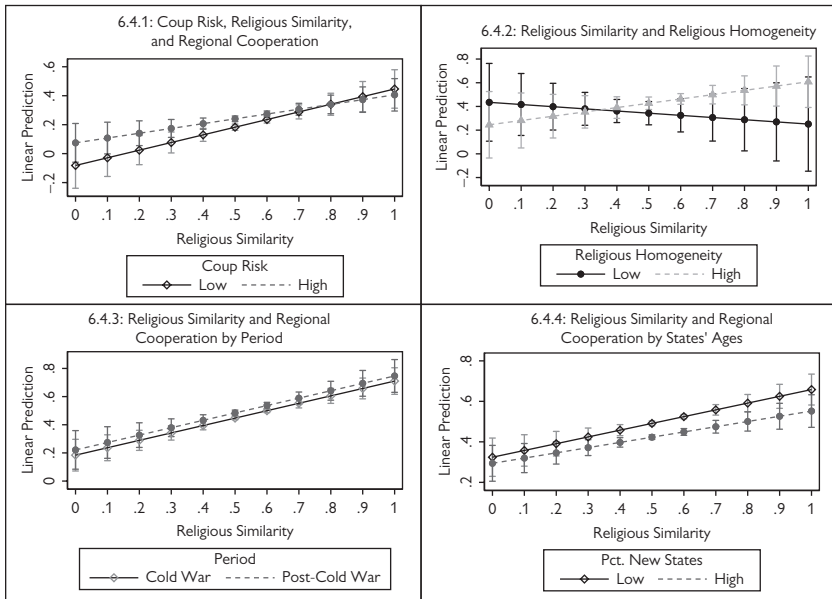 6.4.1: Coup Risk, Religious Similarity,
and Regional Cooperation
Linear Prediction
.6
.4
.2
0
–.2
0 .1 .2 .3 .4 .5 .6 .7 .8 .9 1
Religious Similarity
Coup Risk
Low High
6.4.2: Religious Similarity and Religious Homogeneity
Linear Prediction
.8
.6
.4
.2
0
–.2
0 .1 .2 .3 .4 .5 .6 .7 .8 .9 1
Religious Similarity
Religious Homogeneity
Low High
6.4.3: Religious Similarity and Regional
Cooperation by Period
Linear Prediction
.8
.6
.4
.2
0
0 .1 .2 .3 .4 .5 .6 .7 .8 .9 1
Religious Similarity
Period
Cold War Post-Cold War
6.4.4: Religious Similarity and Regional
Cooperation by States' Ages
Linear Prediction
.8
.6
.4
.2
0 .1 .2 .3 .4 .5 .6 .7 .8 .9 1
Religious Similarity
Pct. New States
Low High